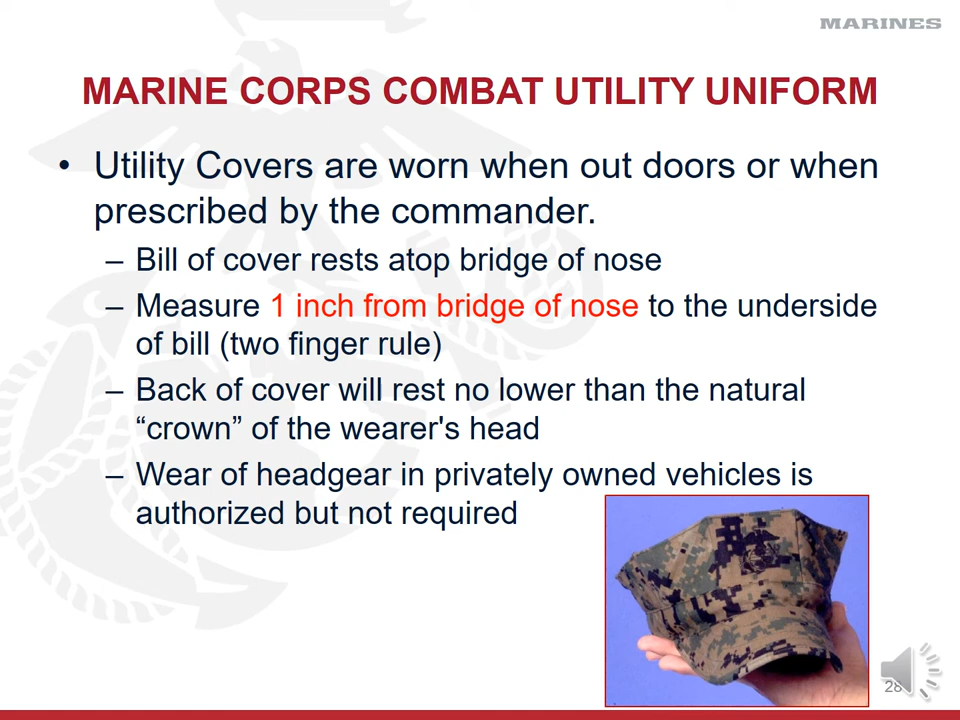 MARINES
MARINE CORPS COMBAT UTILITY UNIFORM
• Utility Covers are worn when out doors or when
prescribed by the commander.
– Bill of cover rests atop bridge of nose
– Measure 1 inch from bridge of nose to the underside
of bill (two finger rule)
– Back of cover will rest no lower than the natural
“crown” of the wearer's head
– Wear of headgear in privately owned vehicles is
authorized but not required
28